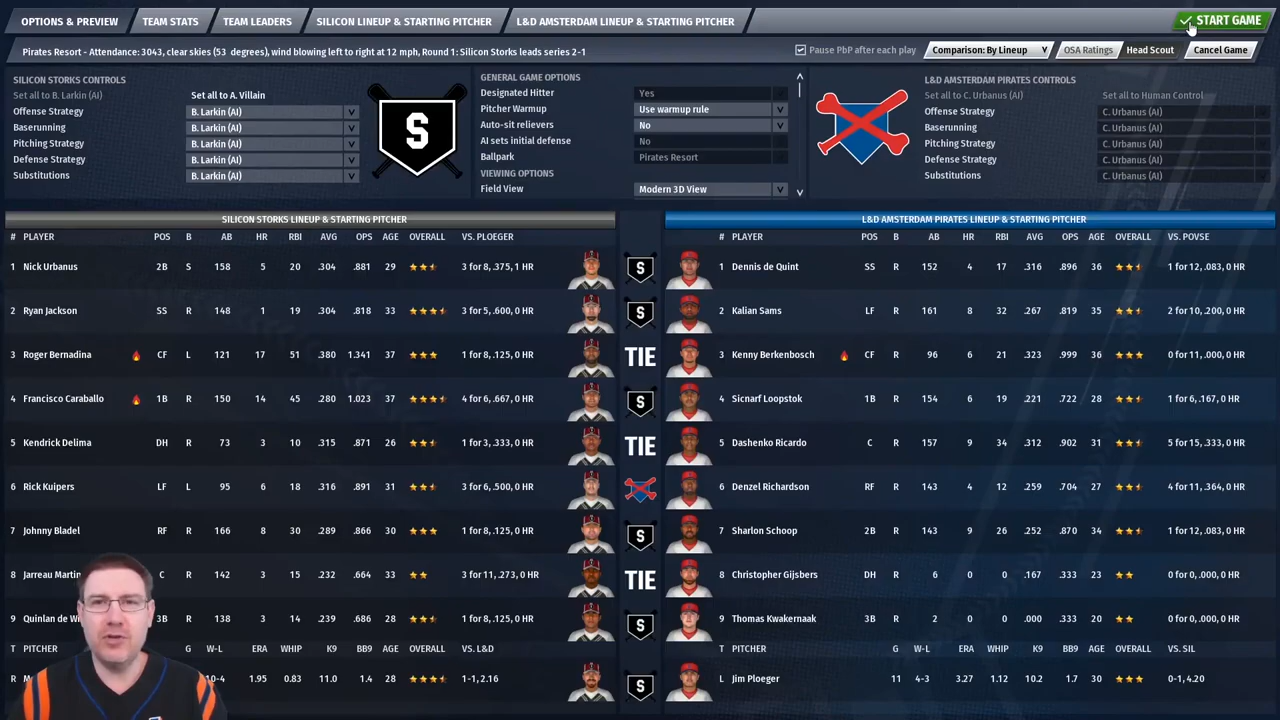 OPTIONS & PREVIEW TEAM STATS TEAM LEADERS SILICON LINEUP & STARTING PITCHER L&D AMSTERDAM LINEUP & STARTING PITCHER START GAME
Pirates Resort - Attendance: 3043, clear skies (53 degrees), wind blowing left to right at 12 mph, Round 1: Silicon Storks leads series 2-1 Pause PbP after each play Comparison: By Lineup OSA Ratings Head Scout Cancel Game
SILICON STORKS CONTROLS
Set all to B. Larkin (AI) Set all to A. Villain
Offense Strategy B. Larkin (AI)
Baserunning B. Larkin (AI)
Pitching Strategy B. Larkin (AI)
Defense Strategy B. Larkin (AI)
Substitutions B. Larkin (AI)
S
GENERAL GAME OPTIONS
Designated Hitter Yes
Pitcher Warmup Use warmup rule
Auto-sit relievers No
AI sets initial defense No
Ballpark Pirates Resort
VIEWING OPTIONS
Field View Modern 3D View
L&D AMSTERDAM PIRATES CONTROLS
Set all to C. Urbanus (AI) Set all to Human Control
Offense Strategy C. Urbanus (AI)
Baserunning C. Urbanus (AI)
Pitching Strategy C. Urbanus (AI)
Defense Strategy C. Urbanus (AI)
Substitutions C. Urbanus (AI)
SILICON STORKS LINEUP & STARTING PITCHER L&D AMSTERDAM PIRATES LINEUP & STARTING PITCHER
# PLAYER POS B AB HR RBI AVG OPS AGE OVERALL VS. PLOEGER # PLAYER POS B AB HR RBI AVG OPS AGE OVERALL VS. POVSE
1 Nick Urbanus 2B S 158 5 20 .304 .881 29 3 for 8, .375, 1 HR S 1 Dennis de Quint SS R 152 4 17 .316 .896 36 1 for 12, .083, 0 HR
2 Ryan Jackson SS R 148 1 19 .304 .818 33 3 for 5, .600, 0 HR S 2 Kalian Sams LF R 161 8 32 .267 .819 35 2 for 10, .200, 0 HR
3 Roger Bernadina CF L 121 17 51 .380 1.341 37 1 for 8, .125, 0 HR TIE 3 Kenny Berkenbosch CF R 96 6 21 .323 .999 36 0 for 11, .000, 0 HR
4 Francisco Caraballo 1B R 150 14 45 .280 1.023 37 4 for 6, .667, 0 HR S 4 Sicnarf Loopstok 1B R 154 6 19 .221 .722 28 1 for 6, .167, 0 HR
5 Kendrick Delima DH R 73 3 10 .315 .871 26 1 for 3, .333, 0 HR TIE 5 Dashenko Ricardo C R 157 9 34 .312 .902 31 5 for 15, .333, 0 HR
6 Rick Kuipers LF L 95 6 18 .316 .891 31 3 for 6, .500, 0 HR 6 Denzel Richardson RF R 143 4 12 .259 .704 27 4 for 11, .364, 0 HR
7 Johnny Bladel RF R 166 8 30 .289 .866 30 1 for 8, .125, 0 HR S 7 Sharlon Schoop 2B R 143 9 26 .252 .870 34 1 for 12, .083, 0 HR
8 Jarreau Martin C R 142 3 15 .232 .664 33 3 for 11, .273, 0 HR TIE 8 Christopher Gijsbers DH R 6 0 0 .167 .333 23 0 for 0, .000, 0 HR
9 Quinlan de Wi 3B R 138 3 14 .239 .686 28 1 for 8, .125, 0 HR S 9 Thomas Kwakernaak 3B R 2 0 0 .000 .333 20 0 for 0, .000, 0 HR
T PITCHER G W-L ERA WHIP K9 BB9 AGE OVERALL VS. L&D T PITCHER G W-L ERA WHIP K9 BB9 AGE OVERALL VS. SIL
R 10-4 1.95 0.83 11.0 1.4 28 1-1, 2.16 S L Jim Ploeger 11 4-3 3.27 1.12 10.2 1.7 30 0-1, 4.20